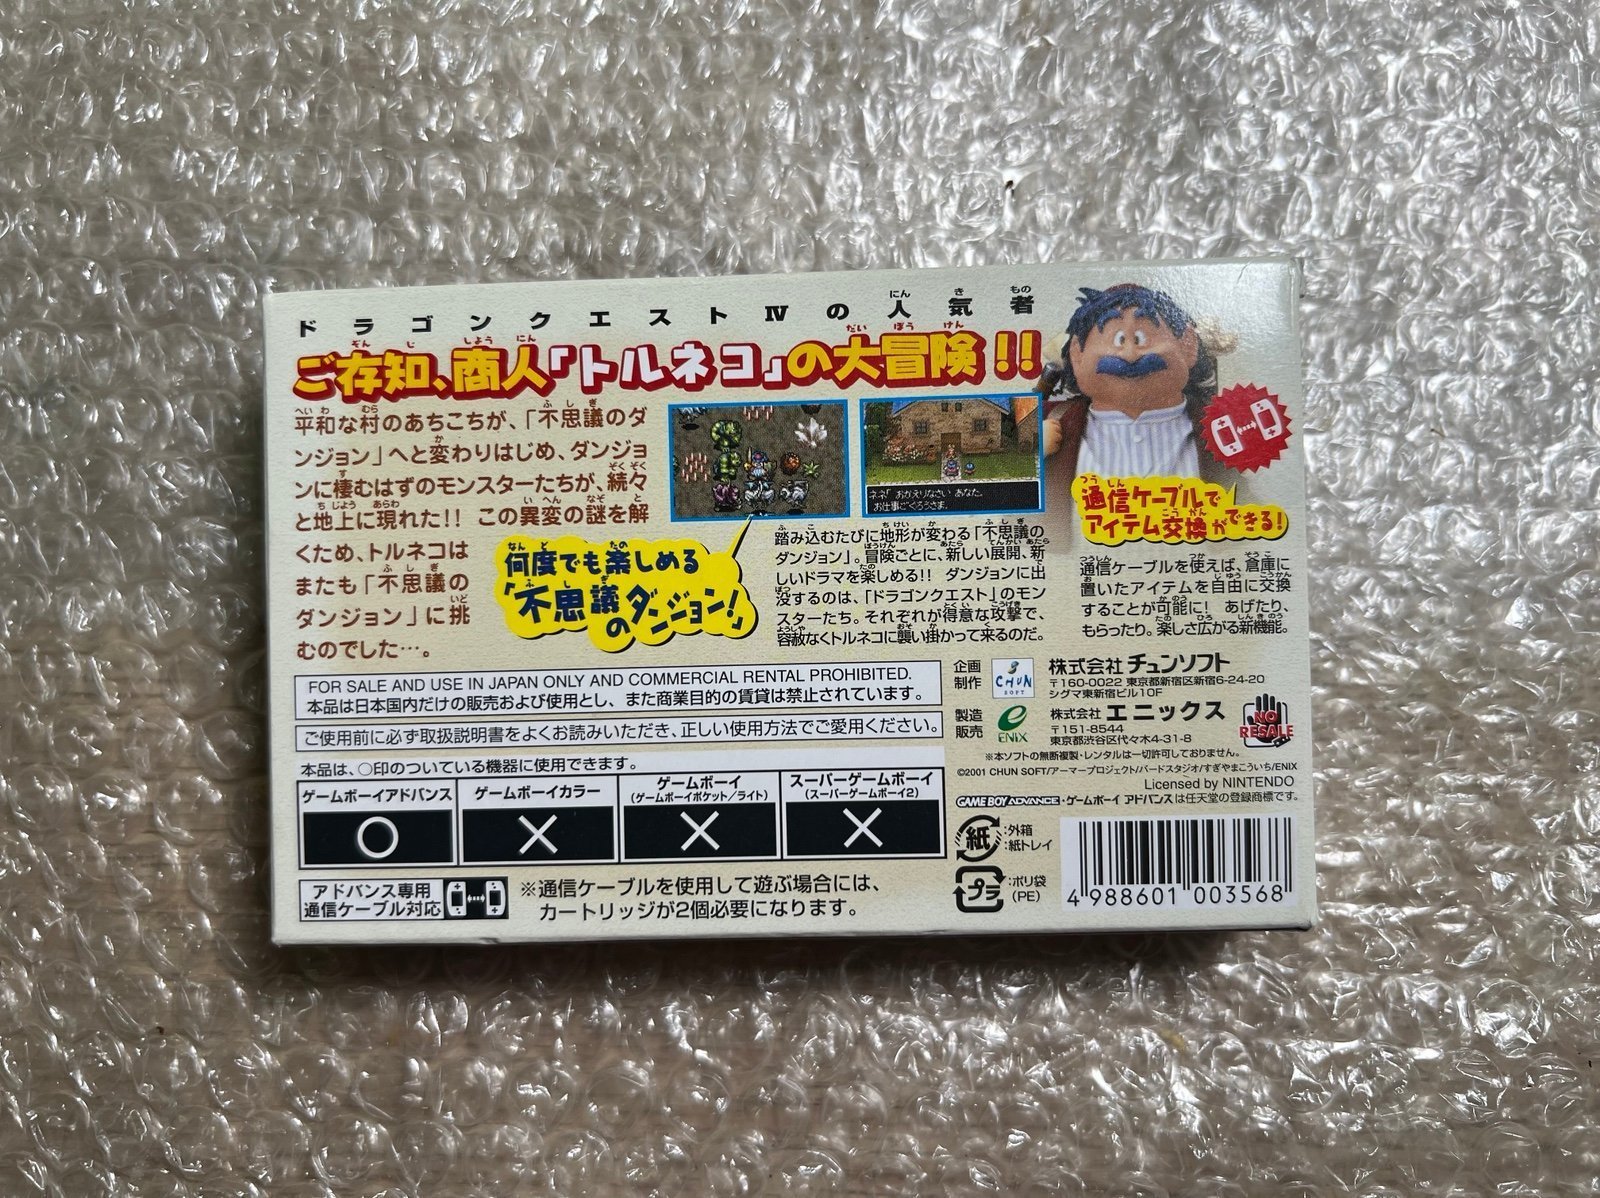 ドラゴンクエストⅣの人気者
ご存知、商人「トルネコ」の大冒険!!
平和な村のあちこちが、「不思議のダ
ンジョン」へと変わりはじめ、ダンジョ
ンに棲むはずのモンスターたちが、続々
と地上に現れた!! この異変の謎を解
くため、トルネコは
またも「不思議の
ダンジョン」に挑
むのでした…。
何度でも楽しめる
「不思議のダンジョン!」
ネネ「おかえりなさい あなた。
お仕事ごくろうさま。
踏み込むたびに地形が変わる「不思議の
ダンジョン」。冒険ごとに、新しい展開、新
しいドラマを楽しめる!! ダンジョンに出
没するのは、「ドラゴンクエスト」のモン
スターたち。それぞれが得意な攻撃で、
容赦なくトルネコに襲い掛かって来るのだ。
通信ケーブルで
アイテム交換ができる!
通信ケーブルを使えば、倉庫に
置いたアイテムを自由に交換
することが可能に! あげたり、
もらったり。楽しさ広がる新機能。
FOR SALE AND USE IN JAPAN ONLY AND COMMERCIAL RENTAL PROHIBITED.
本品は日本国内だけの販売および使用とし、また商業目的の賃貸は禁止されています。
ご使用前に必ず取扱説明書をよくお読みいただき、正しい使用方法でご愛用ください。
本品は、○印のついている機器に使用できます。
ゲームボーイアドバンス
○
ゲームボーイカラー
×
ゲームボーイ
(ゲームボーイポケット/ライト)
×
スーパーゲームボーイ
(スーパーゲームボーイ2)
×
アドバンス専用
通信ケーブル対応
※通信ケーブルを使用して遊ぶ場合には、
カートリッジが2個必要になります。
企画
制作
CHUN
SOFT
株式会社 チュンソフト
〒160-0022 東京都新宿区新宿6-24-20
シグマ東新宿ビル10F
製造
販売
ENIX
株式会社 エニックス
〒151-8544
東京都渋谷区代々木4-31-8
NO
RESALE
※本ソフトの無断複製・レンタルは一切許可しておりません。
©2001 CHUN SOFT/アーマープロジェクト/バードスタジオ/すぎやまこういち/ENIX
Licensed by NINTENDO
GAME BOY ADVANCE・ゲームボーイ アドバンスは任天堂の登録商標です。
紙
:外箱
:紙トレイ
プラ
:ポリ袋
(PE)
4 988601 003568